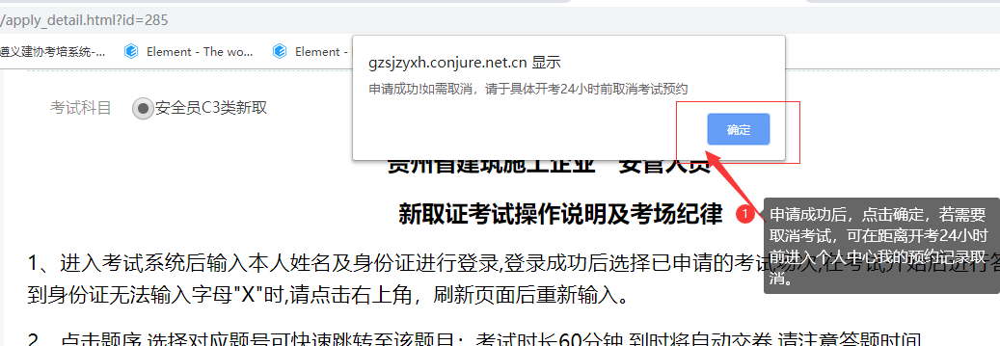 /apply_detail.html?id=285
遵义建协考培系统-...
Element - The wo...
Element -
gzsjzyxh.conjure.net.cn 显示
申请成功!如需取消，请于具体开考24小时前取消考试预约
确定
考试科目
安全员C3类新取
贵州省建筑施工企业 安管人员
新取证考试操作说明及考场纪律
1
申请成功后，点击确定，若需要
取消考试，可在距离开考24小时
前进入个人中心我的预约记录取
消。
1、进入考试系统后输入本人姓名及身份证进行登录,登录成功后选择已申请的考试场次,在考试开始后进行答
到身份证无法输入字母"X"时,请点击右上角，刷新页面后重新输入。
2、点击题序,选择对应题号可快速跳转至该题目；考试时长60分钟,到时将自动交卷,请注意答题时间